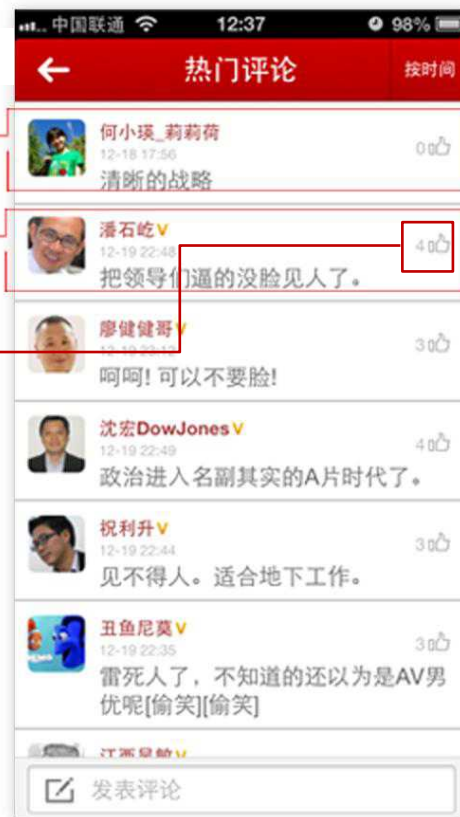 中国联通 12:37 98%
热门评论 按时间
何小瑛_莉莉荷
12-18 17:56
0
清晰的战略
潘石屹V
12-19 22:48
4
把领导们逼的没脸见人了。
廖健健哥V
3
呵呵! 可以不要脸!
沈宏DowJonesV
12-19 22:49
4
政治进入名副其实的A片时代了。
祝利升V
12-19 22:44
3
见不得人。适合地下工作。
丑鱼尼莫V
12-19 22:35
3
雷死人了，不知道的还以为是AV男
优呢[偷笑][偷笑]
发表评论